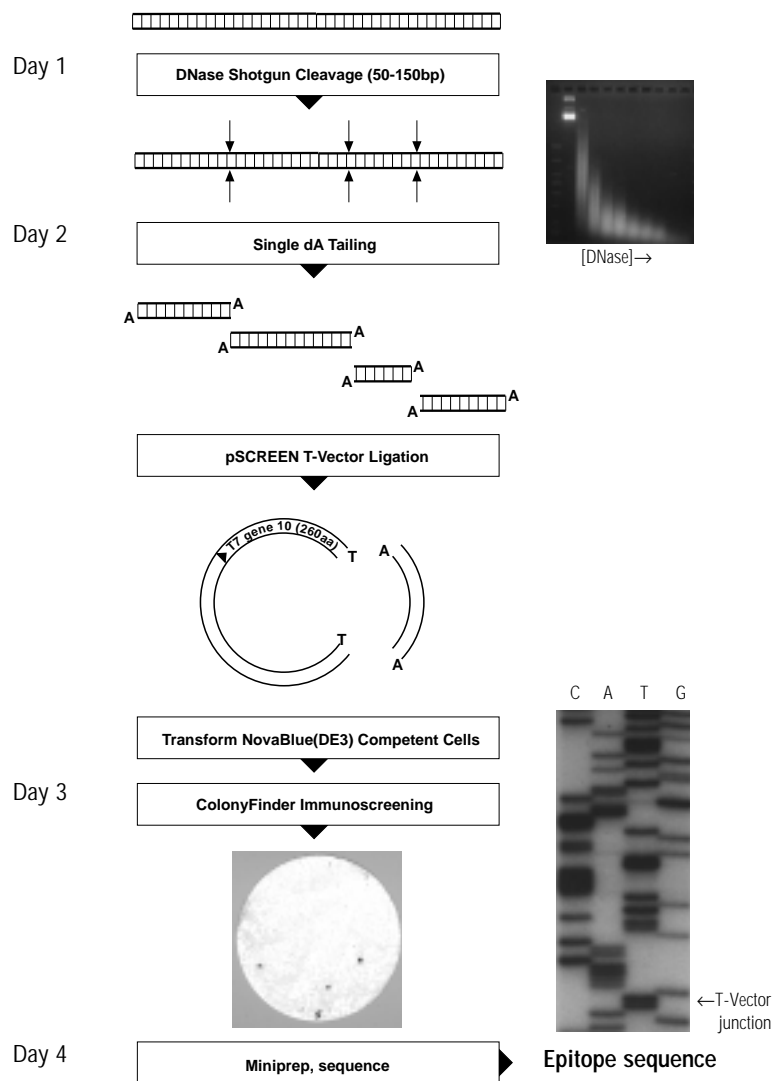 Day 1
DNase Shotgun Cleavage (50-150bp)
Day 2
Single dA Tailing
[DNase]→
A A
A A
A A
A A
pSCREEN T-Vector Ligation
T7 gene 10 (260aa)
T A
T A
Transform NovaBlue(DE3) Competent Cells
C A T G
Day 3
ColonyFinder Immunoscreening
←T-Vector
junction
Day 4
Miniprep, sequence
Epitope sequence